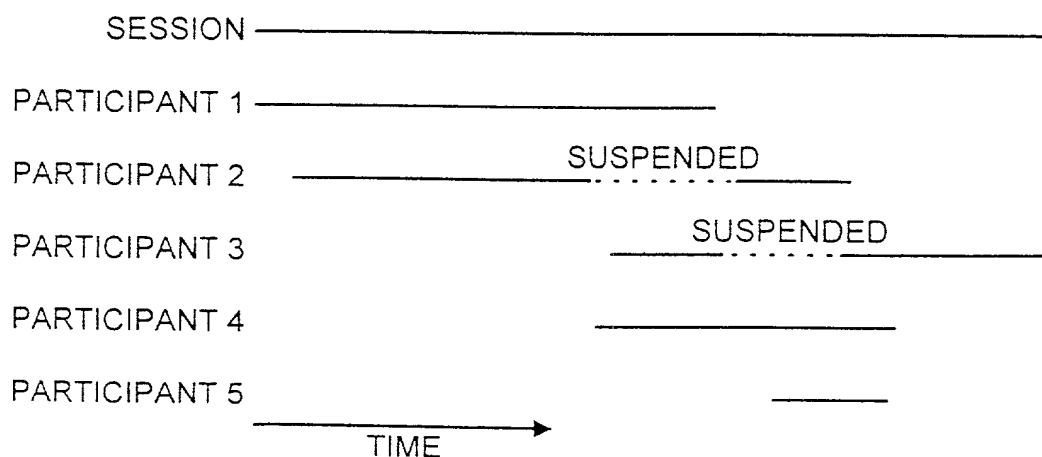 SESSION
PARTICIPANT 1
SUSPENDED
PARTICIPANT 2
SUSPENDED
PARTICIPANT 3
PARTICIPANT 4
PARTICIPANT 5
TIME